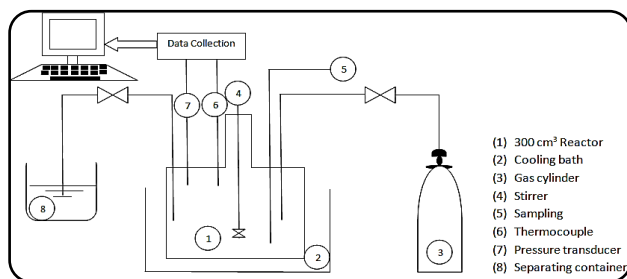 Data Collection
5
7
6
4
8
1
2
3
(1) 300 cm³ Reactor
(2) Cooling bath
(3) Gas cylinder
(4) Stirrer
(5) Sampling
(6) Thermocouple
(7) Pressure transducer
(8) Separating container